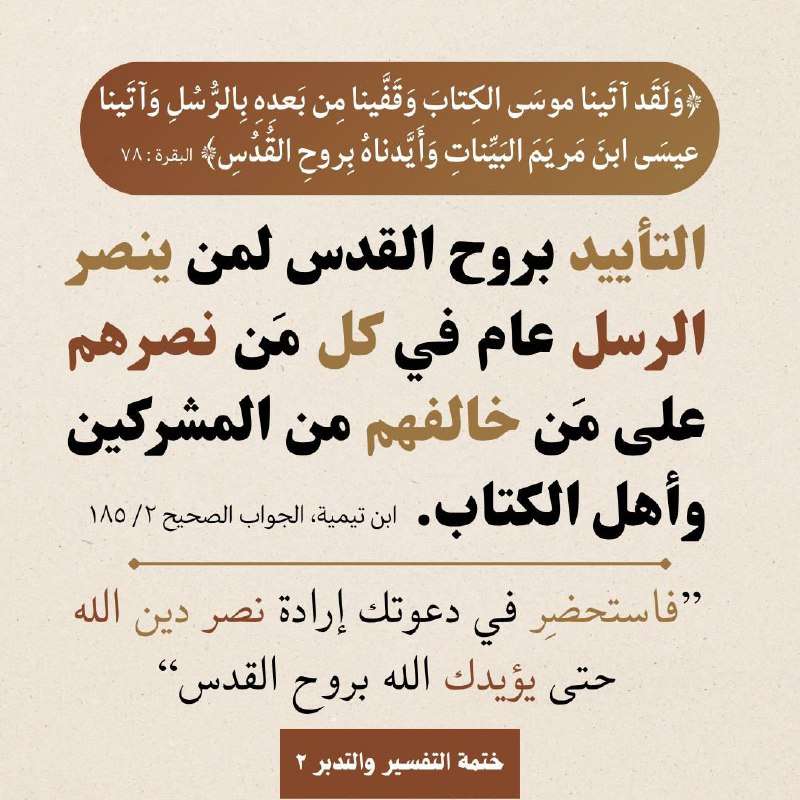 ﴿وَلَقَد آتَينا موسَى الكِتابَ وَقَفَّينا مِن بَعدِهِ بِالرُّسُلِ وَآتَينا
عيسَى ابنَ مَريَمَ البَيِّناتِ وَأَيَّدناهُ بِروحِ القُدُسِ﴾ البقرة: ٧٨
التأييد بروح القدس لمن ينصر
الرسل عام في كل مَن نصرهم
على مَن خالفهم من المشركين
وأهل الكتاب. ابن تيمية، الجواب الصحيح ٢/ ١٨٥
”فاستحضِر في دعوتك إرادة نصر دين الله
حتى يؤيدك الله بروح القدس“
ختمة التفسير والتدبر ٢